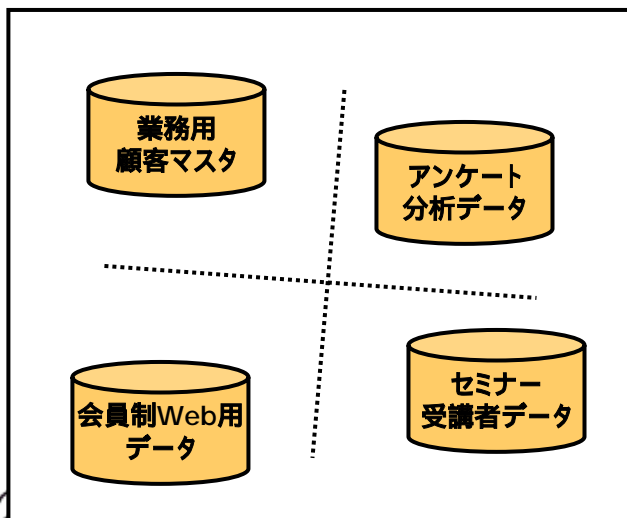 業務用
顧客マスタ
アンケート
分析データ
会員制Web用
データ
セミナー
受講者データ